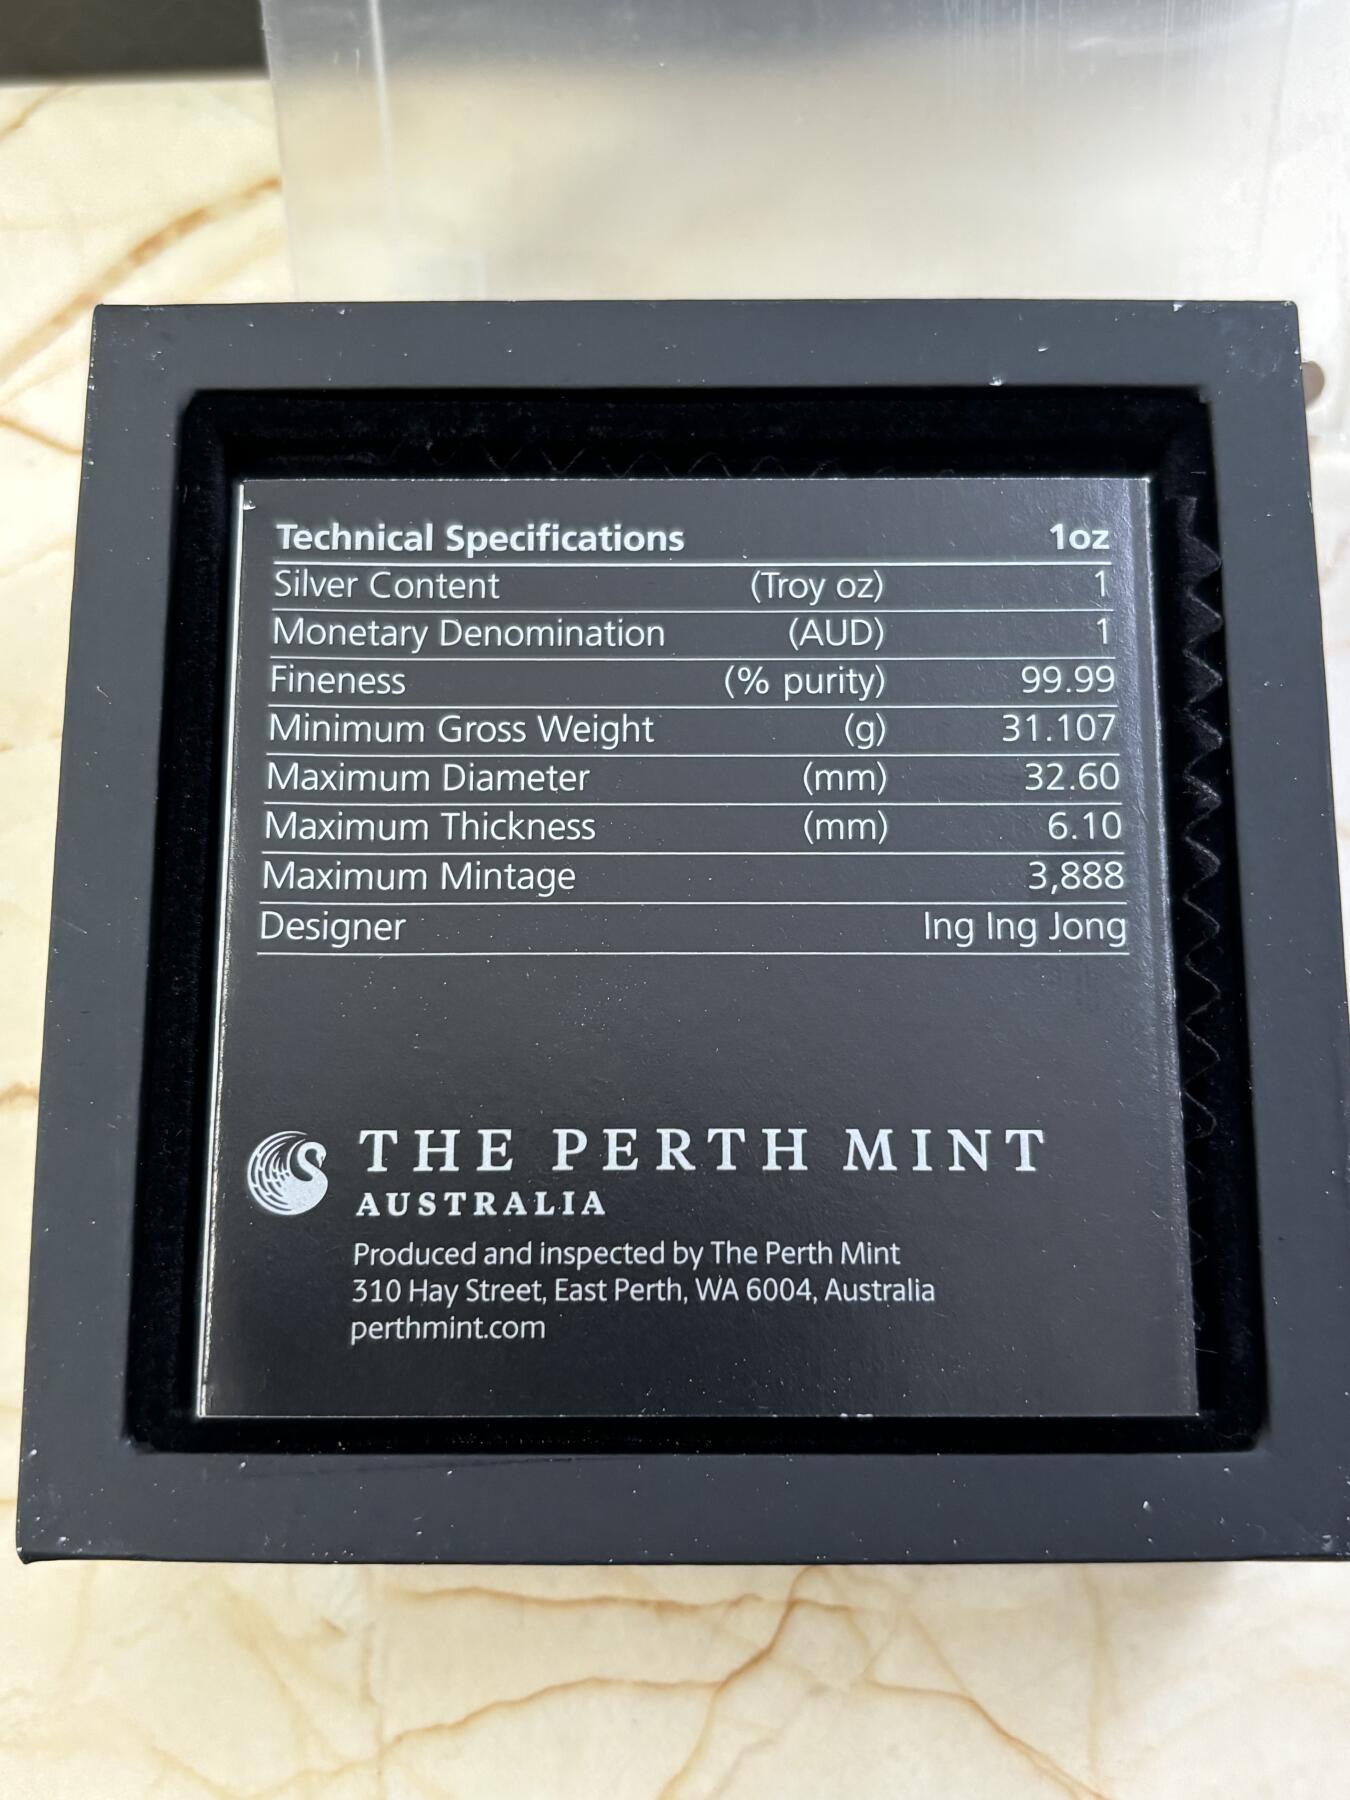 Technical Specifications 1oz
Silver Content (Troy oz) 1
Monetary Denomination (AUD) 1
Fineness (% purity) 99.99
Minimum Gross Weight (g) 31.107
Maximum Diameter (mm) 32.60
Maximum Thickness (mm) 6.10
Maximum Mintage 3,888
Designer Ing Ing Jong
THE PERTH MINT
AUSTRALIA
Produced and inspected by The Perth Mint
310 Hay Street, East Perth, WA 6004, Australia
perthmint.com